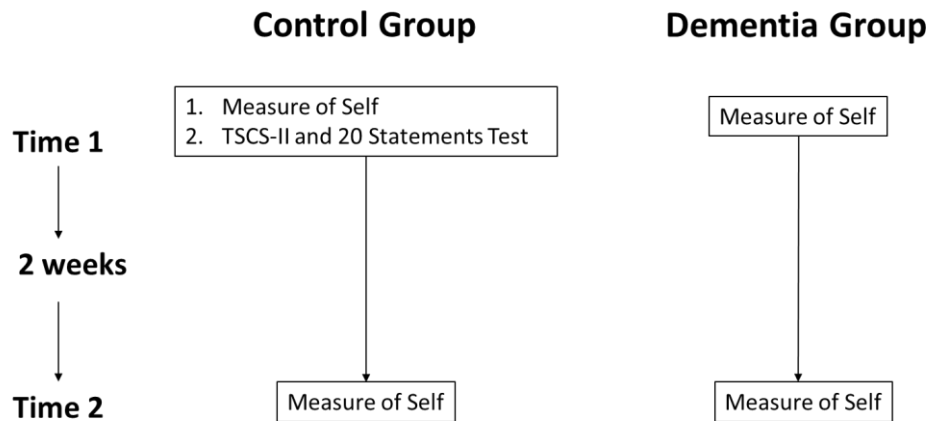 Control Group
Dementia Group
1. Measure of Self
2. TSCS-II and 20 Statements Test
Measure of Self
Time 1
2 weeks
Time 2
Measure of Self
Measure of Self